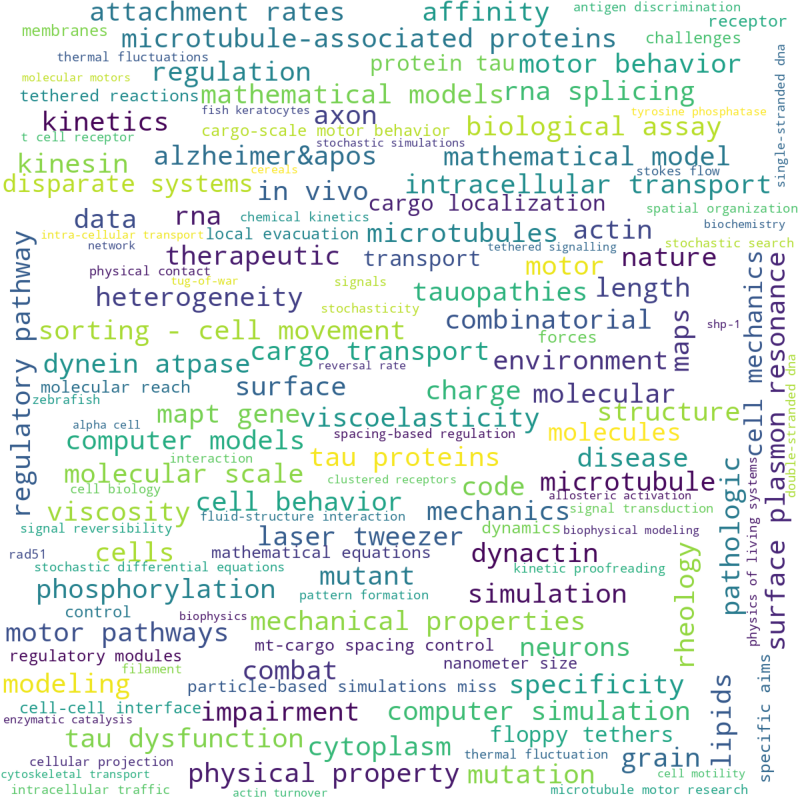 attachment rates
affinity
antigen discrimination
membranes
microtubule-associated proteins
receptor
challenges
thermal fluctuations
protein tau
motor behavior
molecular motors
regulation
tethered reactions
mathematical models
rna splicing
single-stranded dna
kinetics
fish keratocytes
axon
tyrosine phosphatase
t cell receptor
cargo-scale motor behavior
biological assay
stochastic simulations
kinesin
alzheimer&apos
mathematical model
cereals
stokes flow
disparate systems
in vivo
intracellular transport
data
rna
cargo localization
spatial organization
chemical kinetics
biochemistry
intra-cellular transport
local evacuation
microtubules
actin
network
tethered signalling
stochastic search
therapeutic
transport
motor
nature
physical contact
tug-of-war
signals
heterogeneity
tauopathies
length
stochasticity
regulatory pathway
sorting - cell movement
combinatorial
maps
shp-1
cell mechanics
surface plasmon resonance
forces
dynein atpase
cargo transport
environment
reversal rate
molecular reach
surface
charge
molecular
double-stranded dna
zebrafish
mapt gene
viscoelasticity
structure
alpha cell
computer models
spacing-based regulation
molecules
interaction
tau proteins
disease
molecular scale
clustered receptors
code
microtubule
pathologic
physics of living systems
cell biology
allosteric activation
viscosity
cell behavior
mechanics
signal transduction
fluid-structure interaction
signal reversibility
laser tweezer
dynamics
biophysical modeling
rad51
cells
mathematical equations
dynactin
rheology
stochastic differential equations
mutant
kinetic proofreading
phosphorylation
pattern formation
simulation
control
biophysics
mechanical properties
motor pathways
mt-cargo spacing control
neurons
regulatory modules
combat
nanometer size
filament
modeling
particle-based simulations miss
specificity
lipids
specific aims
cell-cell interface
impairment
computer simulation
enzymatic catalysis
tau dysfunction
cytoplasm
floppy tethers
cellular projection
thermal fluctuation
grain
cytoskeletal transport
physical property
mutation
cell motility
intracellular traffic
actin turnover
microtubule motor research